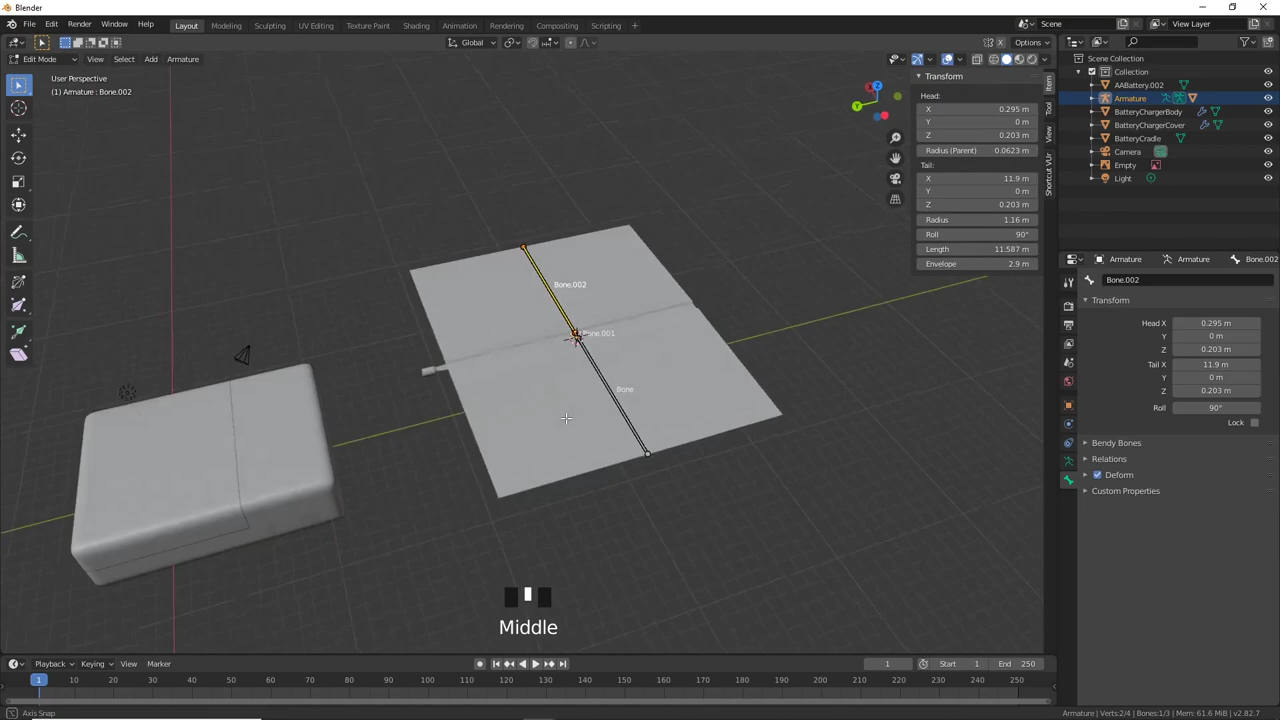 Blender
File Edit Render Window Help Layout Modeling Sculpting UV Editing Texture Paint Shading Animation Rendering Compositing Scripting + Scene View Layer
Global Options
Edit Mode View Select Add Armature
User Perspective
(1) Armature : Bone.002
Bone.002
Bone.001
Bone
X
Y
Z
Transform
Head:
X 0.295 m
Y 0 m
Z 0.203 m
Radius (Parent) 0.0623 m
Tail:
X 11.9 m
Y 0 m
Z 0.203 m
Radius 1.16 m
Roll 90°
Length 11.587 m
Envelope 2.9 m
Item
Tool
View
Shortcut VUr
Scene Collection
Collection
AABattery.002
Armature
BatteryChargerBody
BatteryChargerCover
BatteryCradle
Camera
Empty
Light
Armature Armature Bone.002
Bone.002
Transform
Head X 0.295 m
Y 0 m
Z 0.203 m
Tail X 11.9 m
Y 0 m
Z 0.203 m
Roll 90°
Lock
Bendy Bones
Relations
Deform
Custom Properties
Middle
Playback Keying View Marker 1 Start 1 End 250
1 10 20 30 40 50 60 70 80 90 100 110 120 130 140 150 160 170 180 190 200 210 220 230 240 250
Axis Snap
Armature | Verts:2/4 | Bones:1/3 | Mem: 61.6 MiB | v2.82.7